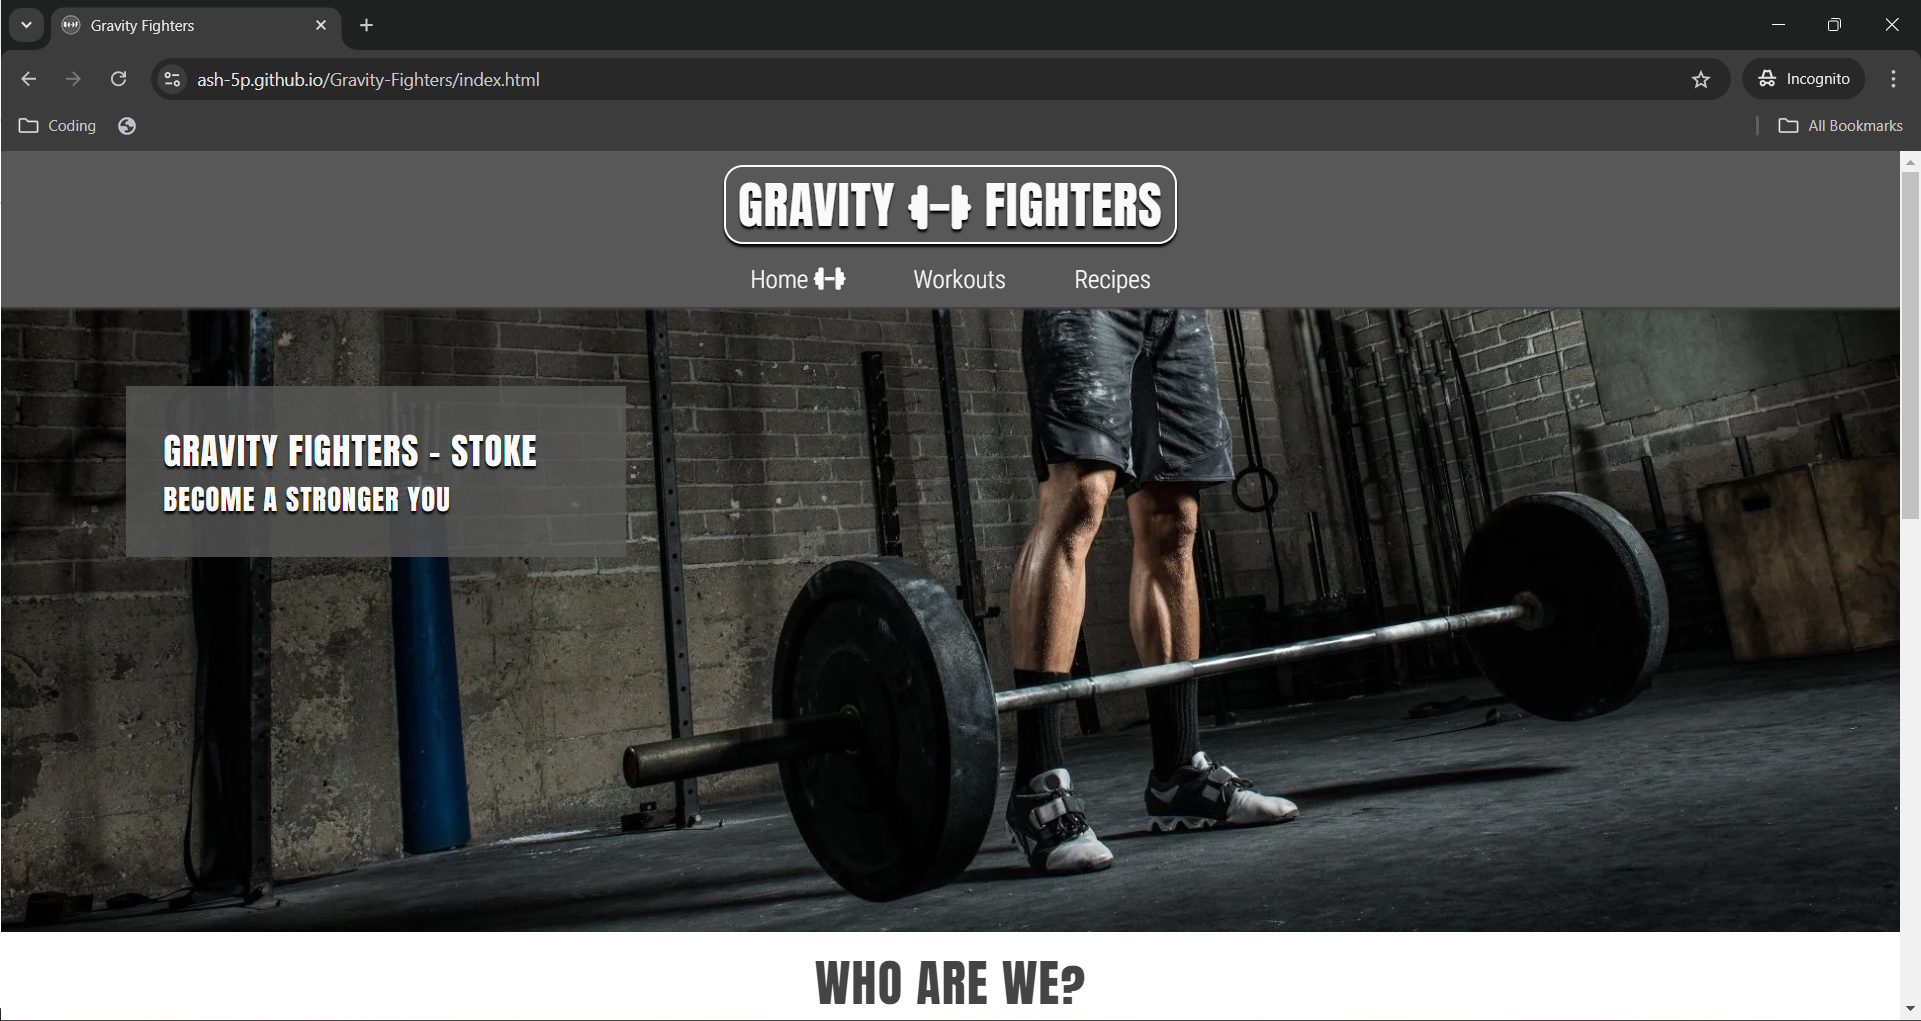 Gravity Fighters
ash-5p.github.io/Gravity-Fighters/index.html
Incognito
Coding
All Bookmarks
GRAVITY FIGHTERS
Home
Workouts
Recipes
GRAVITY FIGHTERS - STOKE
BECOME A STRONGER YOU
WHO ARE WE?